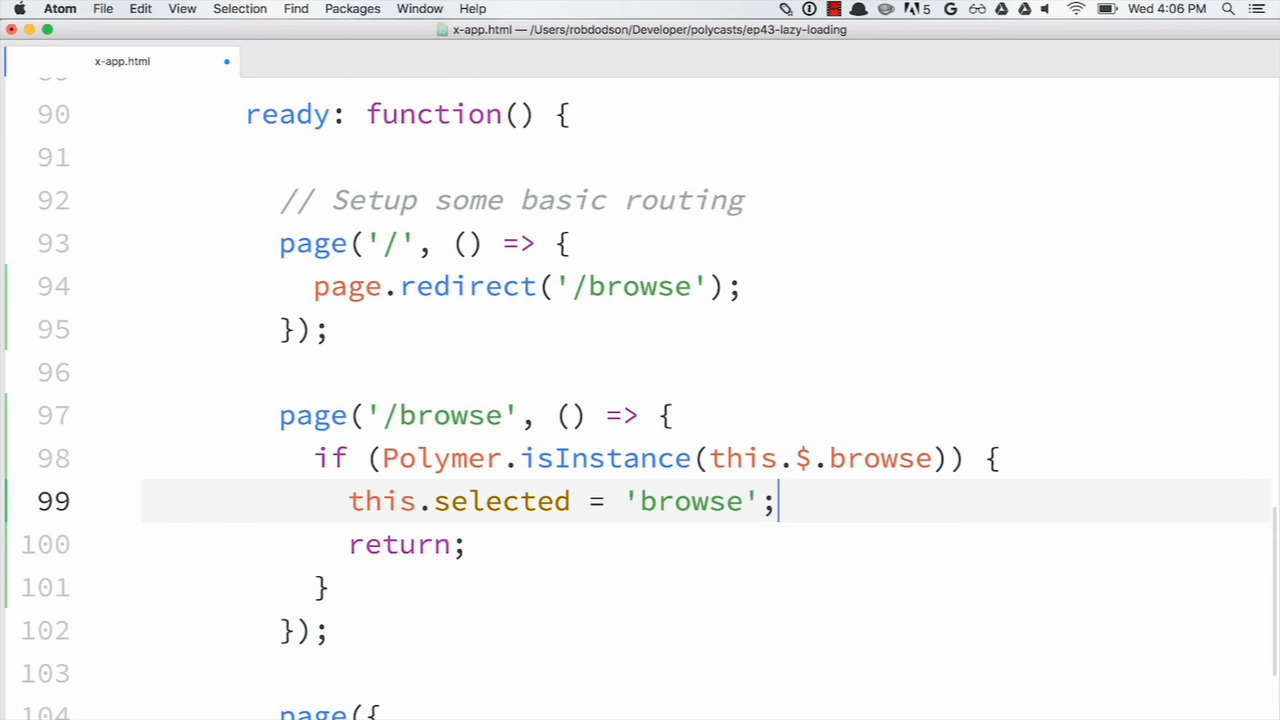 Atom File Edit View Selection Find Packages Window Help 5 Wed 4:06 PM
x-app.html — /Users/robdodson/Developer/polycasts/ep43-lazy-loading
x-app.html
90 ready: function() {
91
92 // Setup some basic routing
93 page('/', () => {
94 page.redirect('/browse');
95 });
96
97 page('/browse', () => {
98 if (Polymer.isInstance(this.$.browse)) {
99 this.selected = 'browse';
100 return;
101 }
102 });
103
104 page({